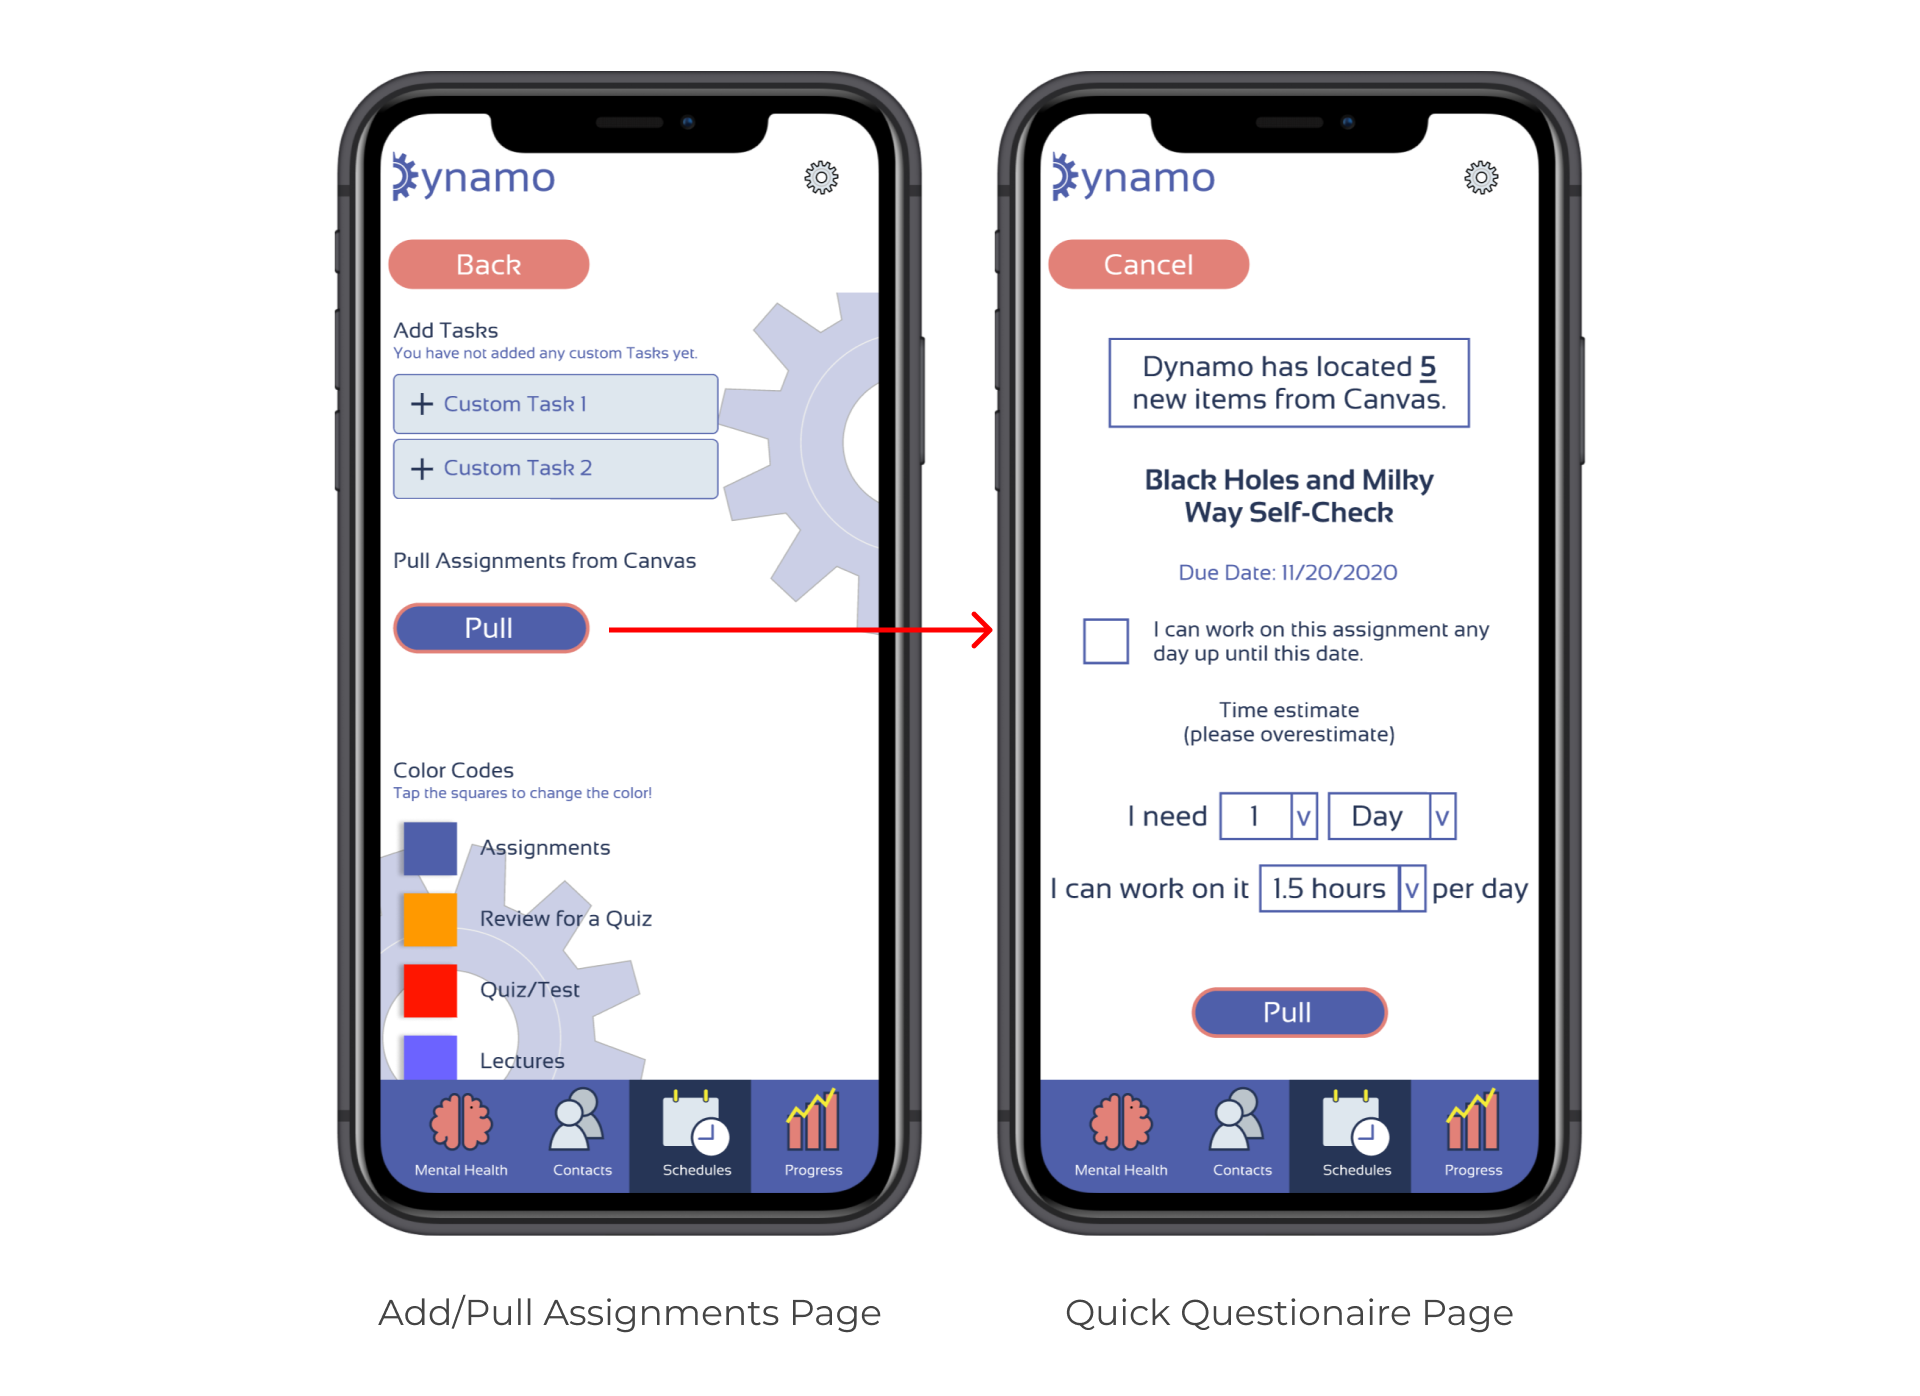 Dynamo
Back
Add Tasks
You have not added any custom Tasks yet.
+ Custom Task 1
+ Custom Task 2
Pull Assignments from Canvas
Pull
Color Codes
Tap the squares to change the color!
Assignments
Review for a Quiz
Quiz/Test
Lectures
Mental Health
Contacts
Schedules
Progress
Add/Pull Assignments Page
Dynamo
Cancel
Dynamo has located 5
new items from Canvas.
Black Holes and Milky
Way Self-Check
Due Date: 11/20/2020
I can work on this assignment any
day up until this date.
Time estimate
(please overestimate)
I need 1 v Day v
I can work on it 1.5 hours v per day
Pull
Mental Health
Contacts
Schedules
Progress
Quick Questionaire Page